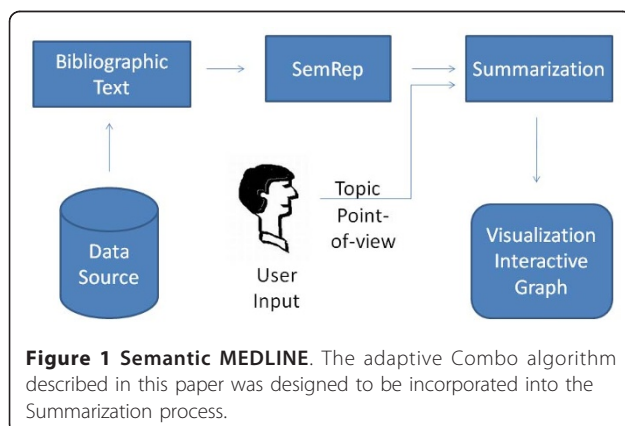 Bibliographic
Text
SemRep
Summarization
Data
Source
User
Input
Topic
Point-
of-view
Visualization
Interactive
Graph
Figure 1 Semantic MEDLINE. The adaptive Combo algorithm
described in this paper was designed to be incorporated into the
Summarization process.